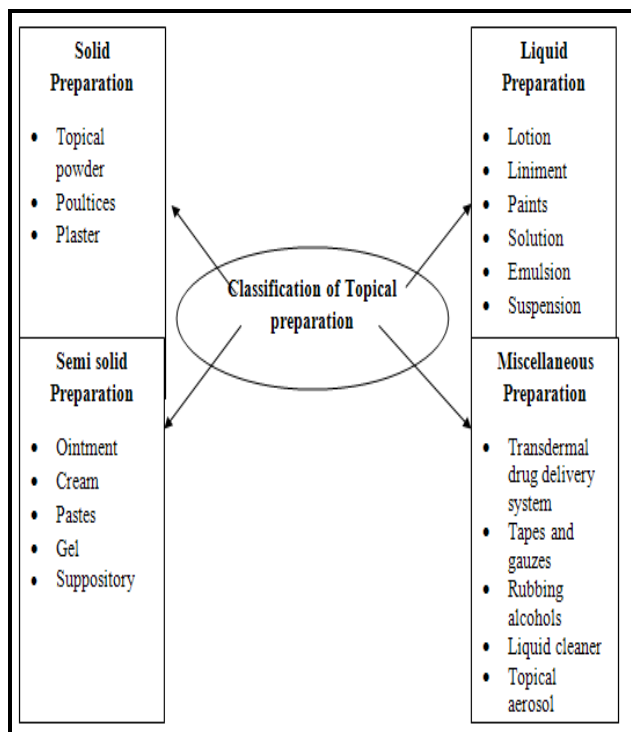 Solid
Preparation
• Topical
powder
• Poultices
• Plaster
Liquid
Preparation
• Lotion
• Liniment
• Paints
• Solution
• Emulsion
• Suspension
Classification of Topical
preparation
Semi solid
Preparation
• Ointment
• Cream
• Pastes
• Gel
• Suppository
Miscellaneous
Preparation
• Transdermal
drug delivery
system
• Tapes and
gauzes
• Rubbing
alcohols
• Liquid cleaner
• Topical
aerosol